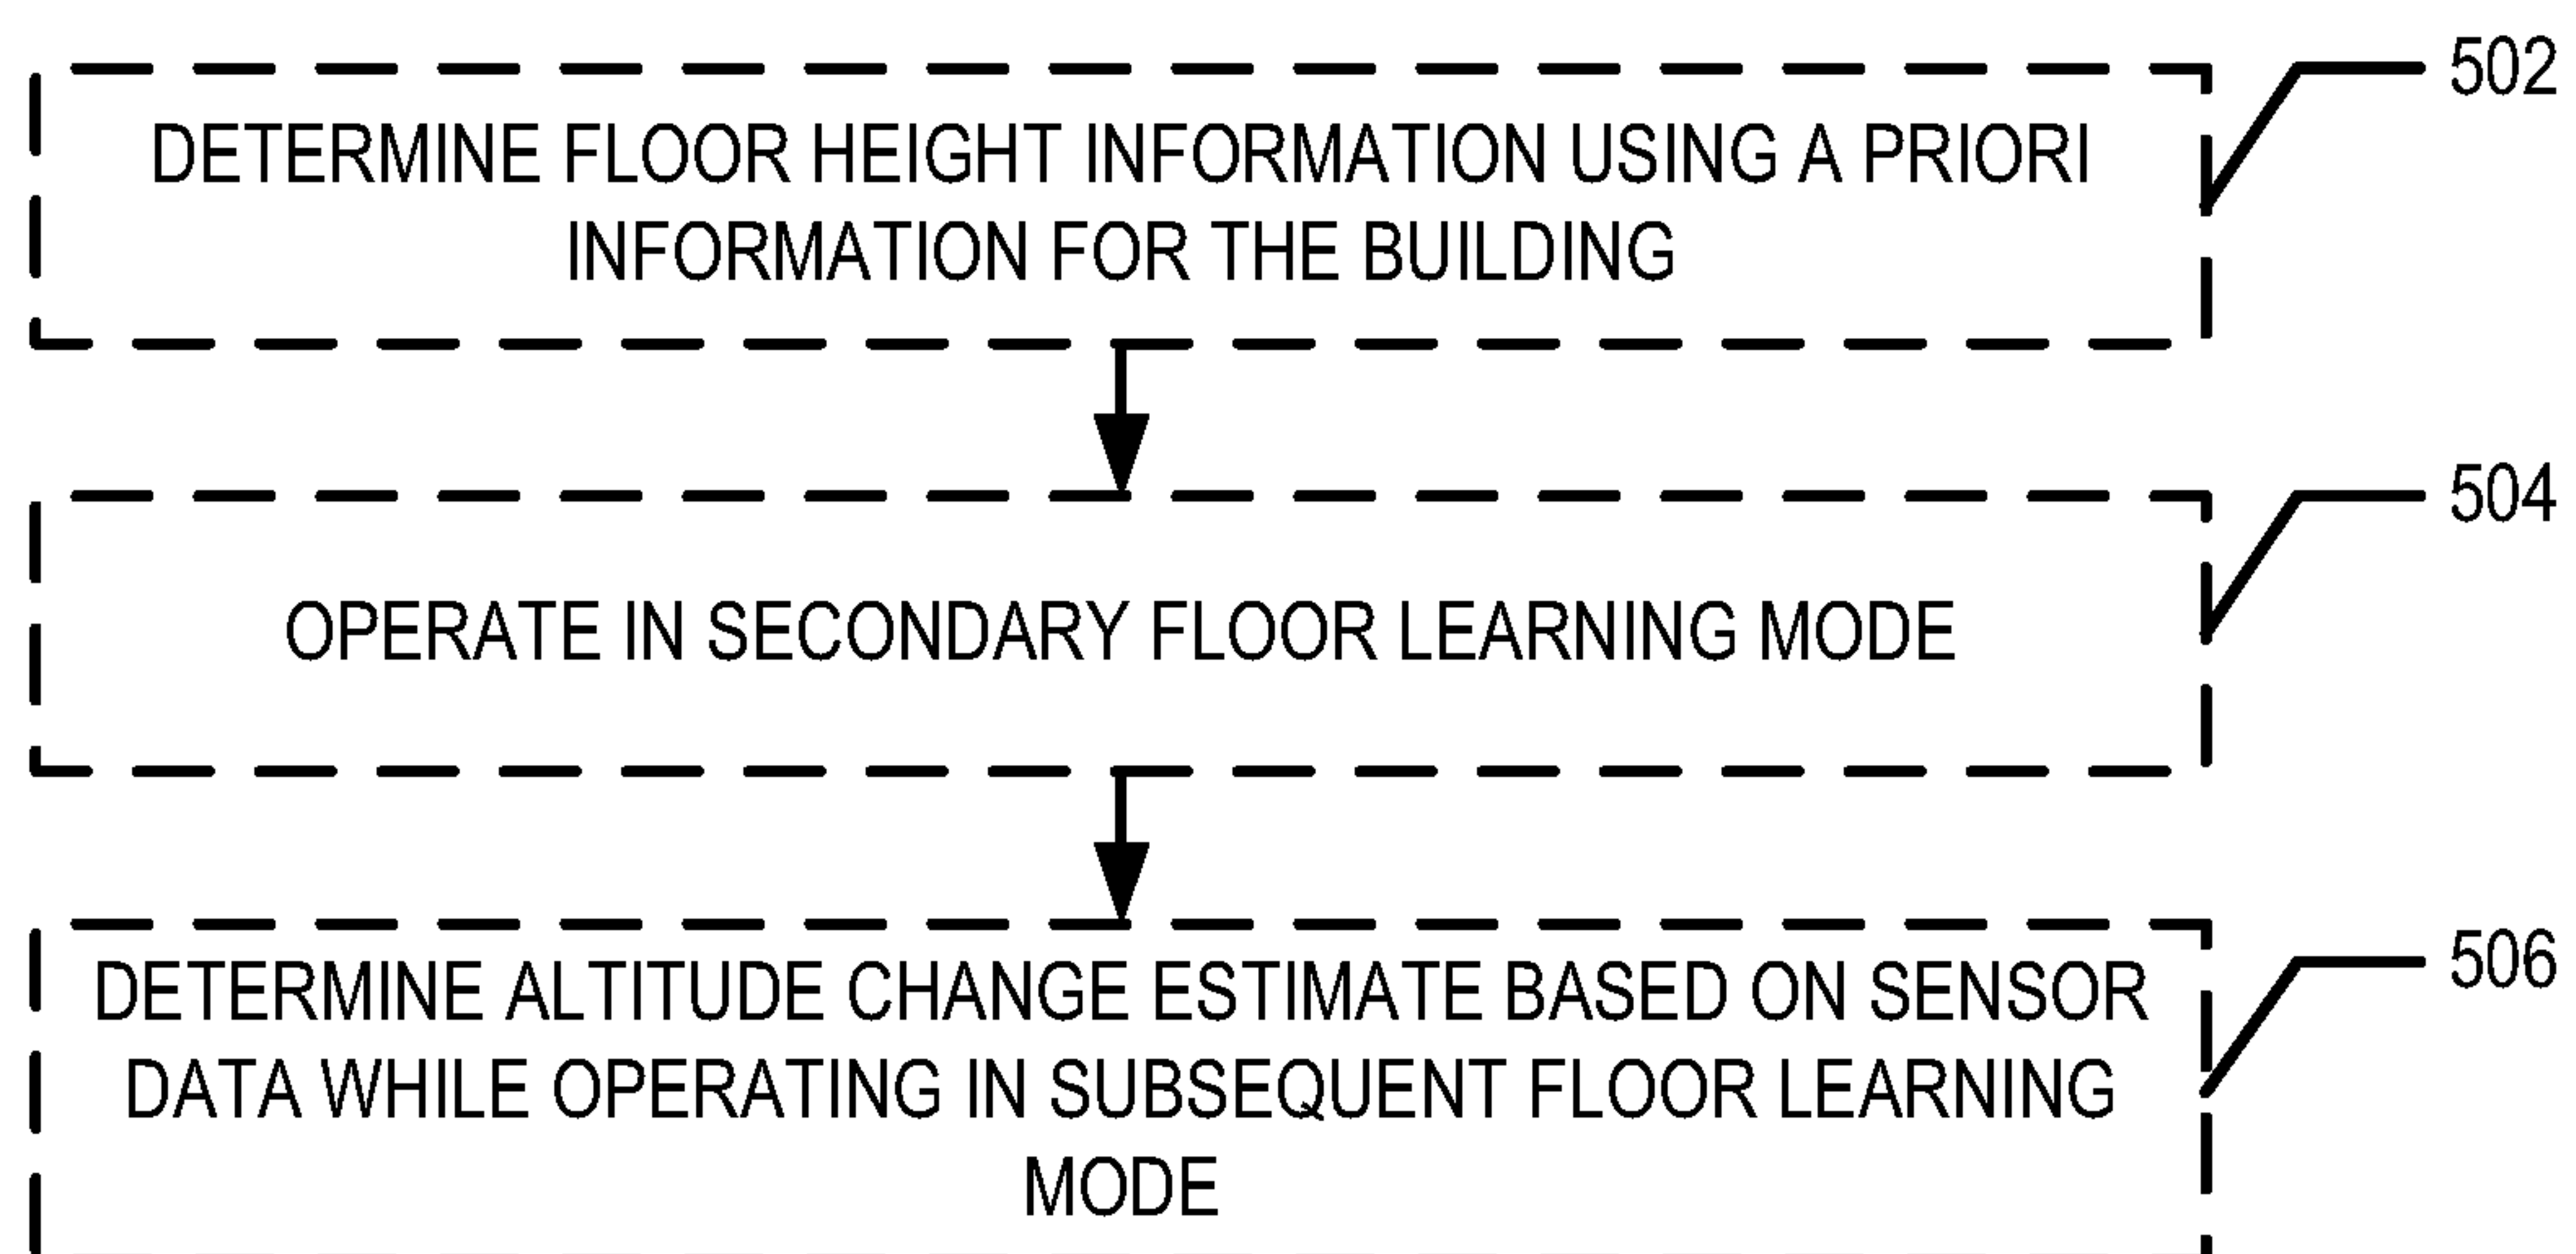 502
DETERMINE FLOOR HEIGHT INFORMATION USING A PRIORI
INFORMATION FOR THE BUILDING
504
OPERATE IN SECONDARY FLOOR LEARNING MODE
506
DETERMINE ALTITUDE CHANGE ESTIMATE BASED ON SENSOR
DATA WHILE OPERATING IN SUBSEQUENT FLOOR LEARNING
MODE